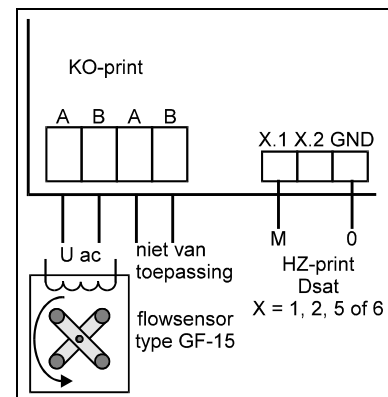 KO-print
A B A B
X.1 X.2 GND
U ac
niet van
toepassing
M 0
HZ-print
Dsat
X = 1, 2, 5 of 6
flowsensor
type GF-15